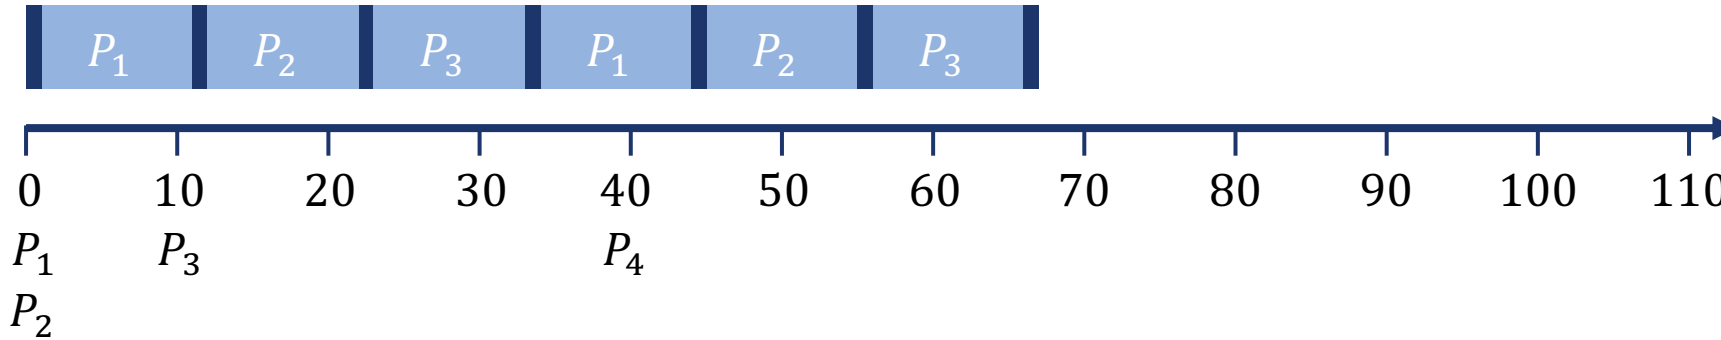 P₁ P₂ P₃ P₁ P₂ P₃
0 10 20 30 40 50 60 70 80 90 100 110
P₁ P₃ P₄
P₂